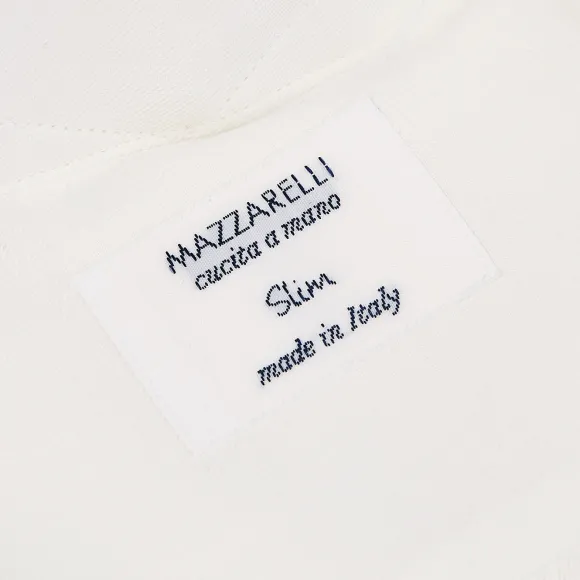 MAZZARELLI
cucita a mano
Slim
made in Italy